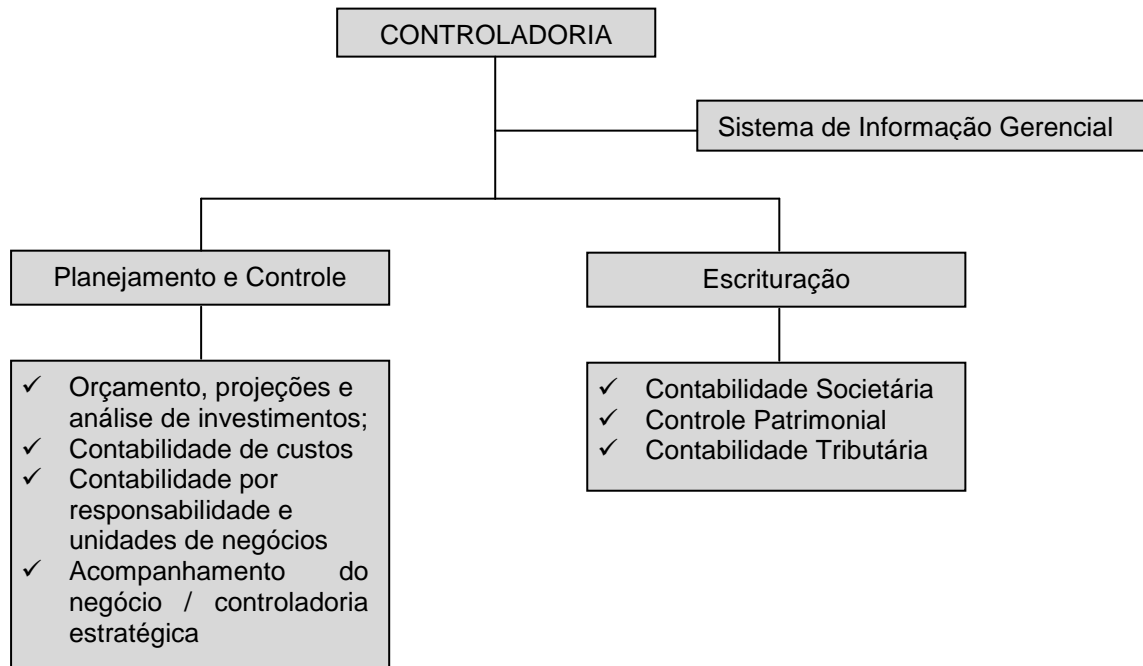 CONTROLADORIA
Sistema de Informação Gerencial
Planejamento e Controle
✓ Orçamento, projeções e
análise de investimentos;
✓ Contabilidade de custos
✓ Contabilidade por
responsabilidade e
unidades de negócios
✓ Acompanhamento do
negócio / controladoria
estratégica
Escrituração
✓ Contabilidade Societária
✓ Controle Patrimonial
✓ Contabilidade Tributária